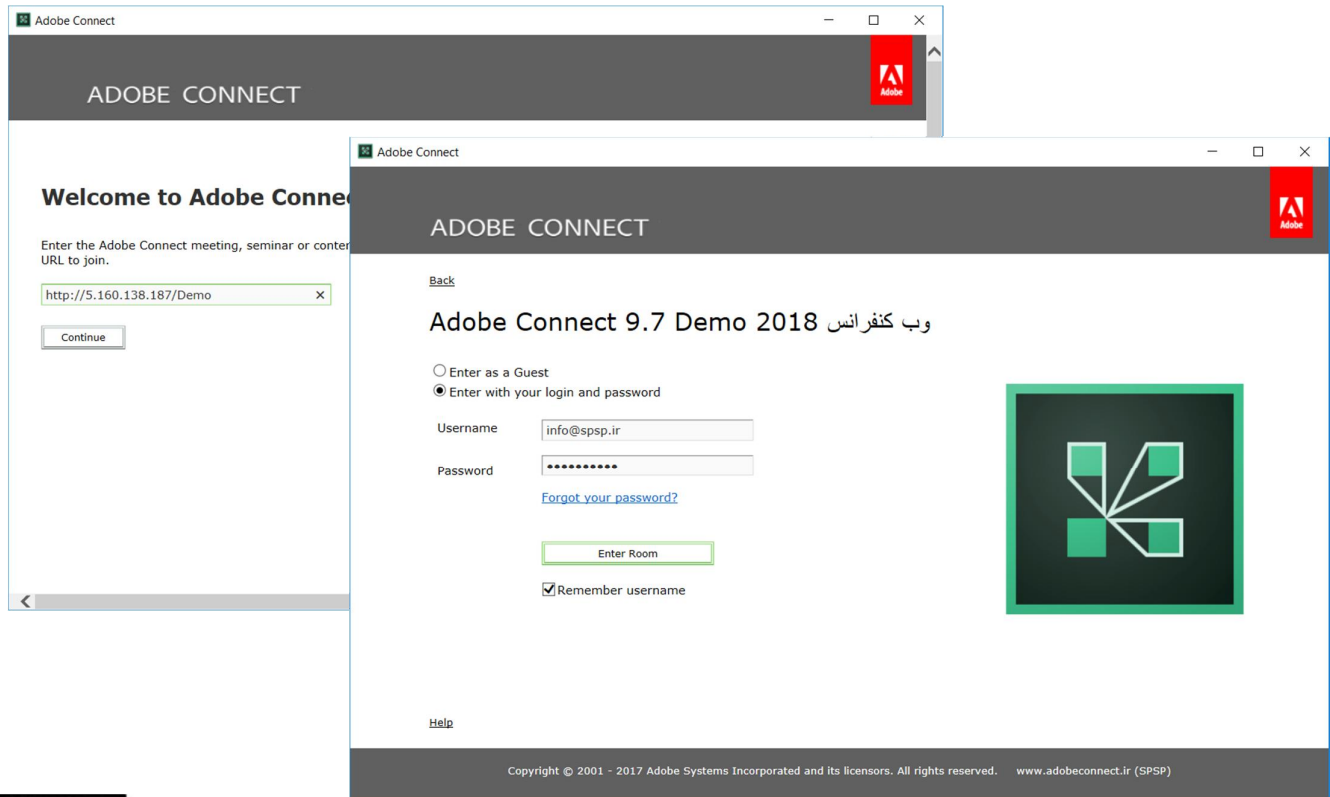 Adobe Connect
ADOBE CONNECT
Adobe
Welcome to Adobe
Enter the Adobe Connect meeting, seminar or
URL to join.
http://5.160.138.187/Demo
Continue
Adobe Connect
ADOBE CONNECT
Adobe
Back
Adobe Connect 9.7 Demo 2018 وب کنفرانس
Enter as a Guest
Enter with your login and password
Username
info@spsp.ir
Password
Forgot your password?
Enter Room
Remember username
Help
Copyright © 2001 - 2017 Adobe Systems Incorporated and its licensors. All rights reserved. www.adobeconnect.ir (SPSP)